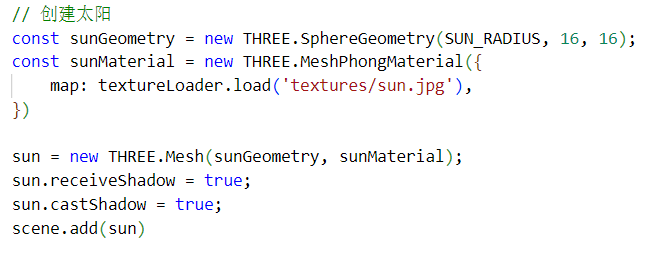 // 创建太阳
const sunGeometry = new THREE.SphereGeometry(SUN_RADIUS, 16, 16);
const sunMaterial = new THREE.MeshPhongMaterial({
    map: textureLoader.load('textures/sun.jpg'),
})

sun = new THREE.Mesh(sunGeometry, sunMaterial);
sun.receiveShadow = true;
sun.castShadow = true;
scene.add(sun)